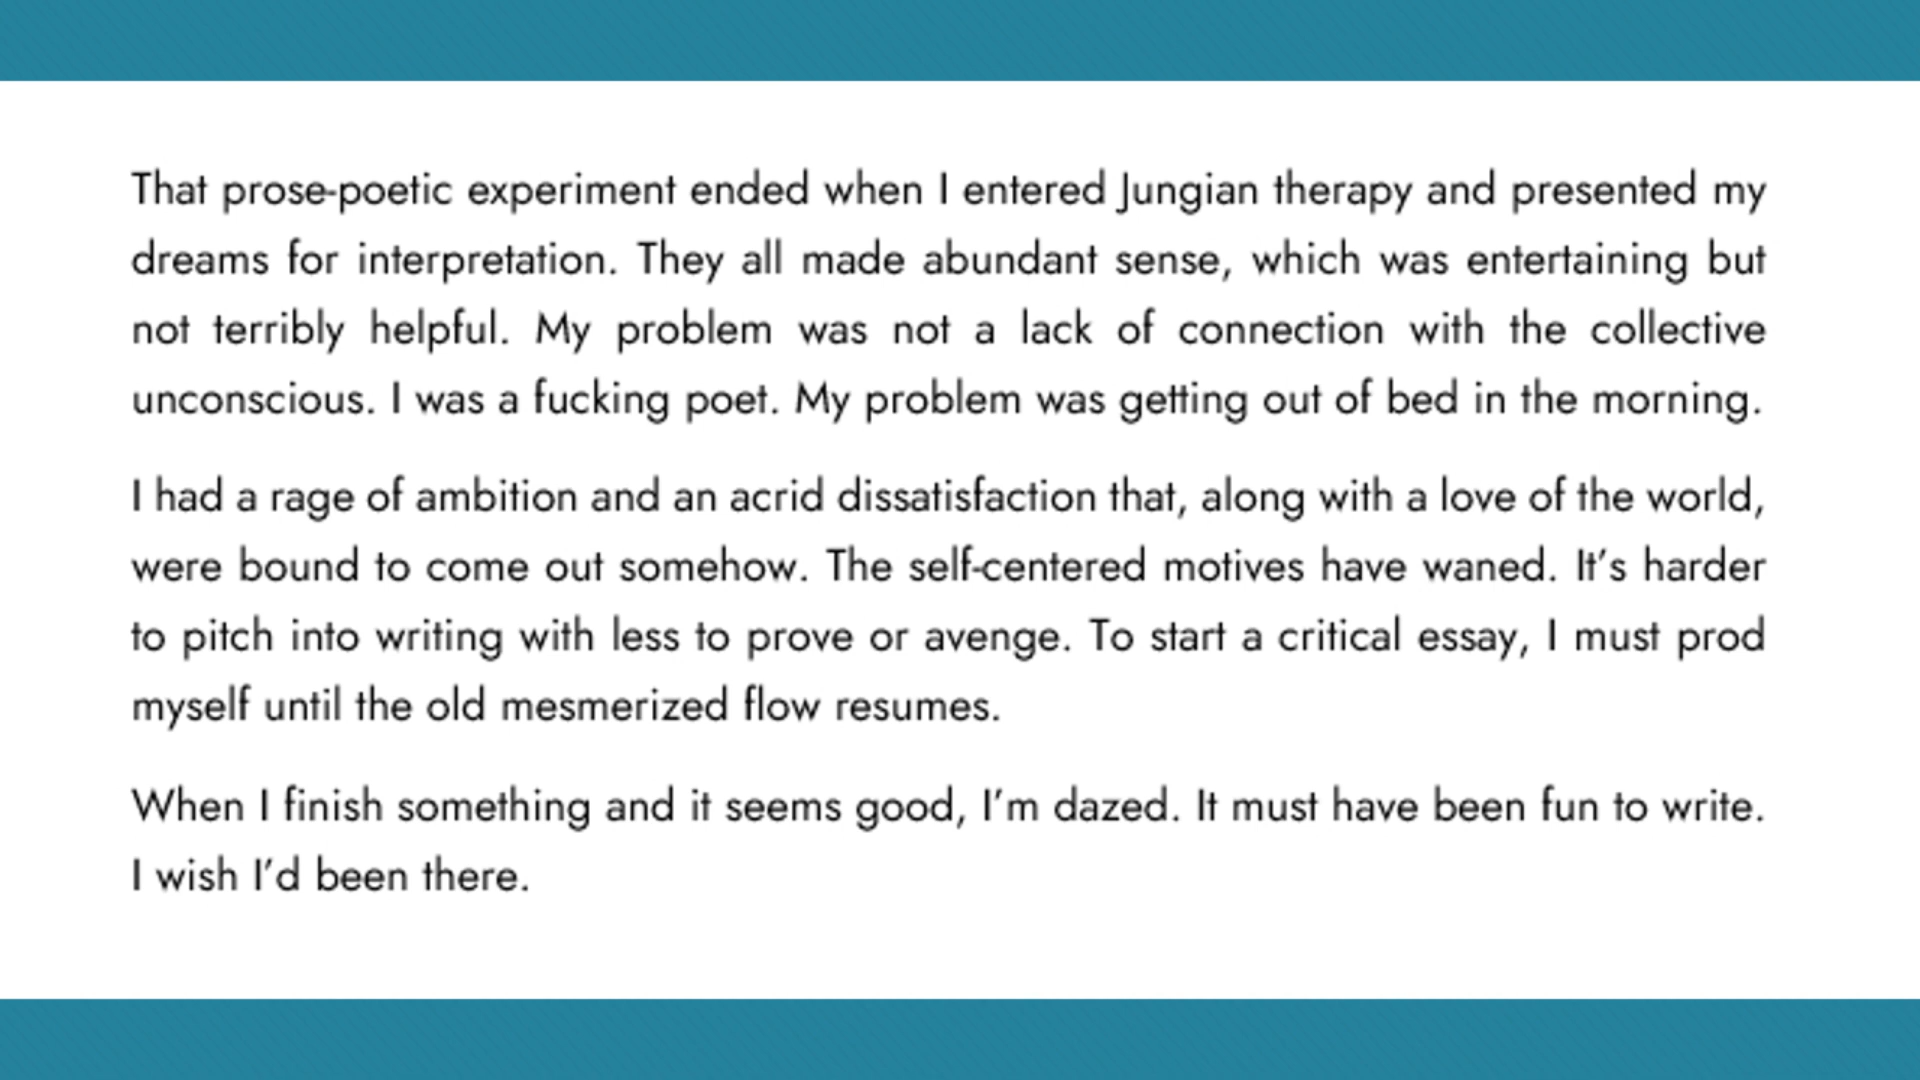 That prose-poetic experiment ended when I entered Jungian therapy and presented my
dreams for interpretation. They all made abundant sense, which was entertaining but
not terribly helpful. My problem was not a lack of connection with the collective
unconscious. I was a fucking poet. My problem was getting out of bed in the morning.
I had a rage of ambition and an acrid dissatisfaction that, along with a love of the world,
were bound to come out somehow. The self-centered motives have waned. It’s harder
to pitch into writing with less to prove or avenge. To start a critical essay, I must prod
myself until the old mesmerized flow resumes.
When I finish something and it seems good, I’m dazed. It must have been fun to write.
I wish I’d been there.